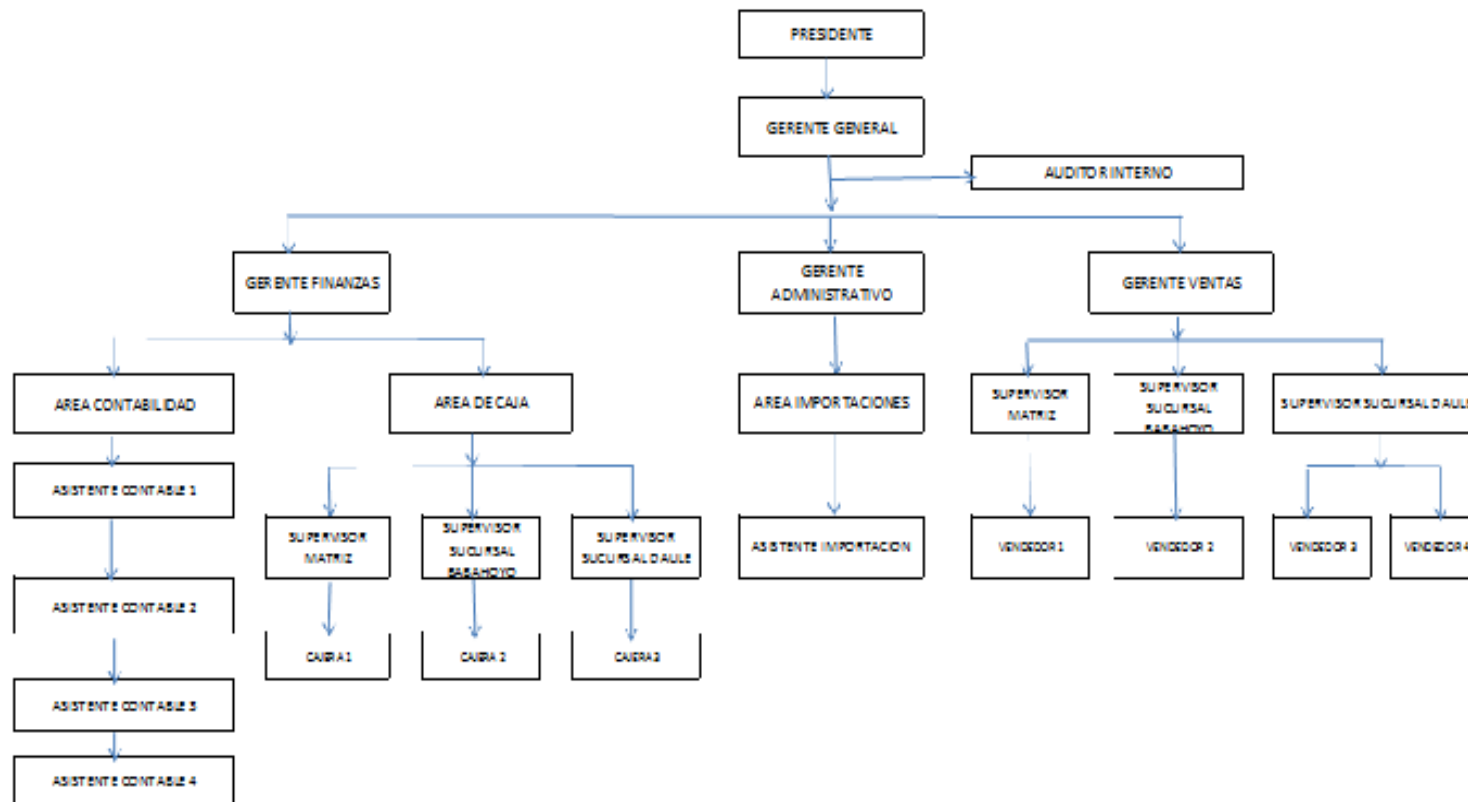 PRESIDENTE
GERENTE GENERAL
AUDITOR INTERNO
GERENTE FINANZAS
GERENTE
ADMINISTRATIVO
GERENTE VENTAS
AREA CONTABILIDAD
AREA DE CAJA
AREA IMPORTACIONES
SUPERVISOR
MATRIZ
SUPERVISOR
SUCURSAL
BABAHOYO
SUPERVISOR SUCURSAL DAULE
ASISTENTE CONTABLE 1
SUPERVISOR
MATRIZ
SUPERVISOR
SUCURSAL
BABAHOYO
SUPERVISOR
SUCURSAL DAULE
ASISTENTE IMPORTACION
VENDEDOR 1
VENDEDOR 2
VENDEDOR 3
VENDEDOR 4
ASISTENTE CONTABLE 2
CAJERA 1
CAJERA 2
CAJERA 3
ASISTENTE CONTABLE 3
ASISTENTE CONTABLE 4